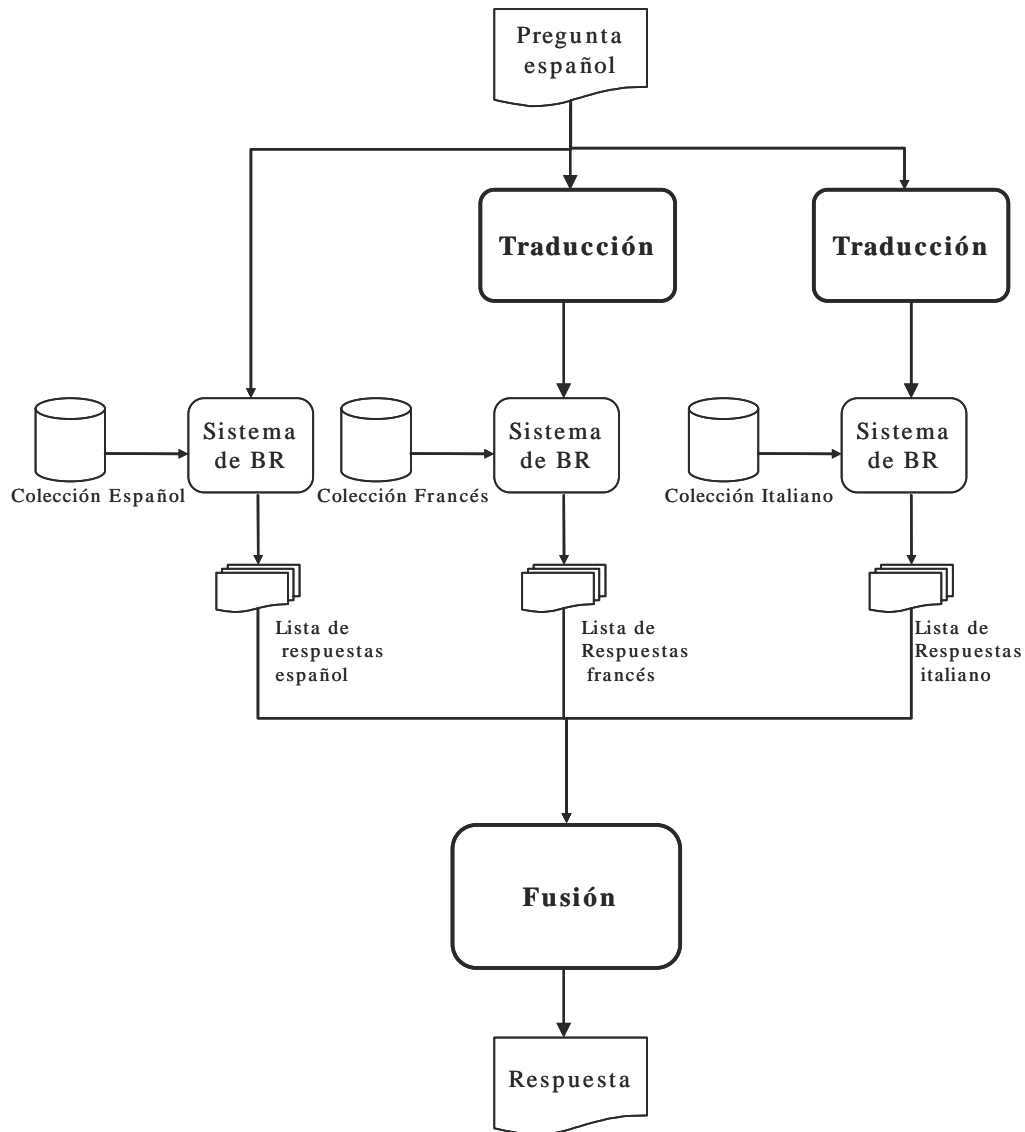 Pregunta
español
Traducción
Traducción
Sistema
de BR
Sistema
de BR
Sistema
de BR
Colección Español
Colección Francés
Colección Italiano
Lista de
respuestas
español
Lista de
Respuestas
francés
Lista de
Respuestas
italiano
Fusión
Respuesta